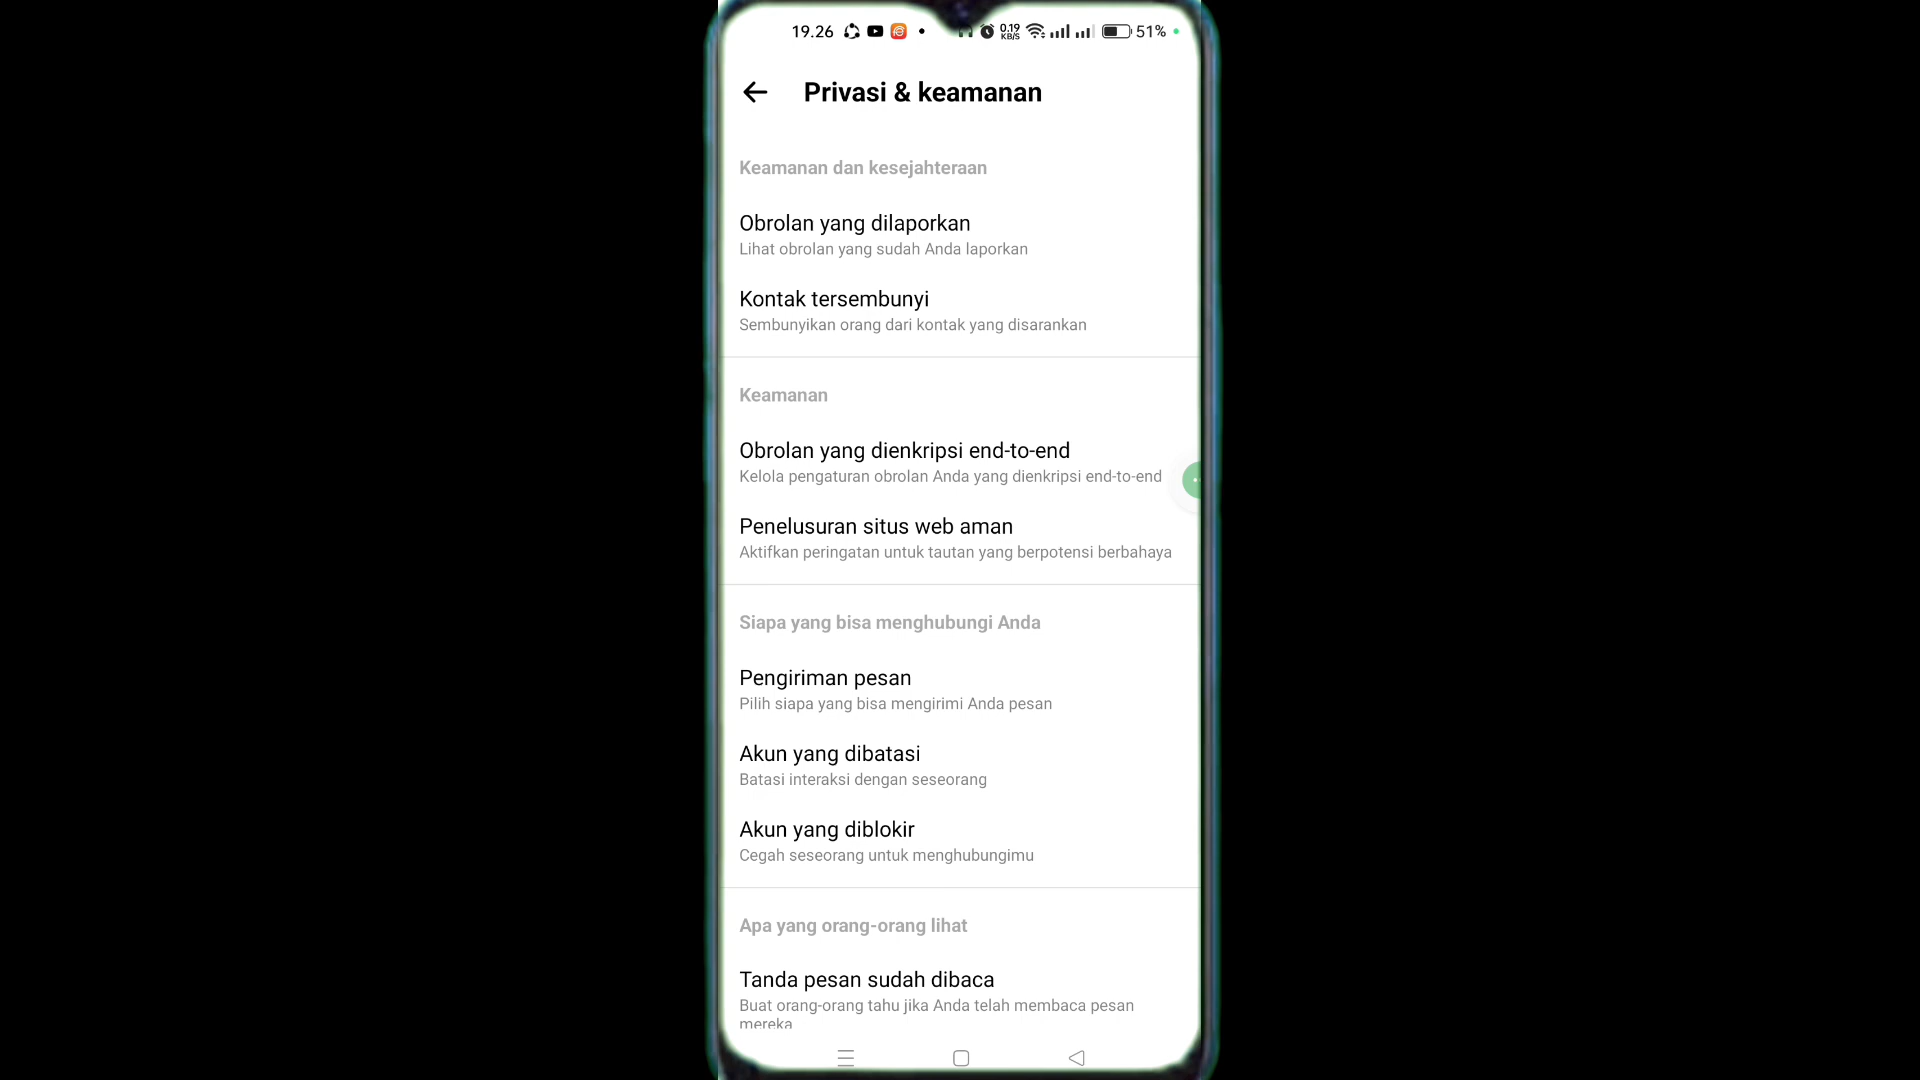 19.26 0.19 KB/S 51%
Privasi & keamanan
Keamanan dan kesejahteraan
Obrolan yang dilaporkan
Lihat obrolan yang sudah Anda laporkan
Kontak tersembunyi
Sembunyikan orang dari kontak yang disarankan
Keamanan
Obrolan yang dienkripsi end-to-end
Kelola pengaturan obrolan Anda yang dienkripsi end-to-end
Penelusuran situs web aman
Aktifkan peringatan untuk tautan yang berpotensi berbahaya
Siapa yang bisa menghubungi Anda
Pengiriman pesan
Pilih siapa yang bisa mengirimi Anda pesan
Akun yang dibatasi
Batasi interaksi dengan seseorang
Akun yang diblokir
Cegah seseorang untuk menghubungimu
Apa yang orang-orang lihat
Tanda pesan sudah dibaca
Buat orang-orang tahu jika Anda telah membaca pesan
mereka